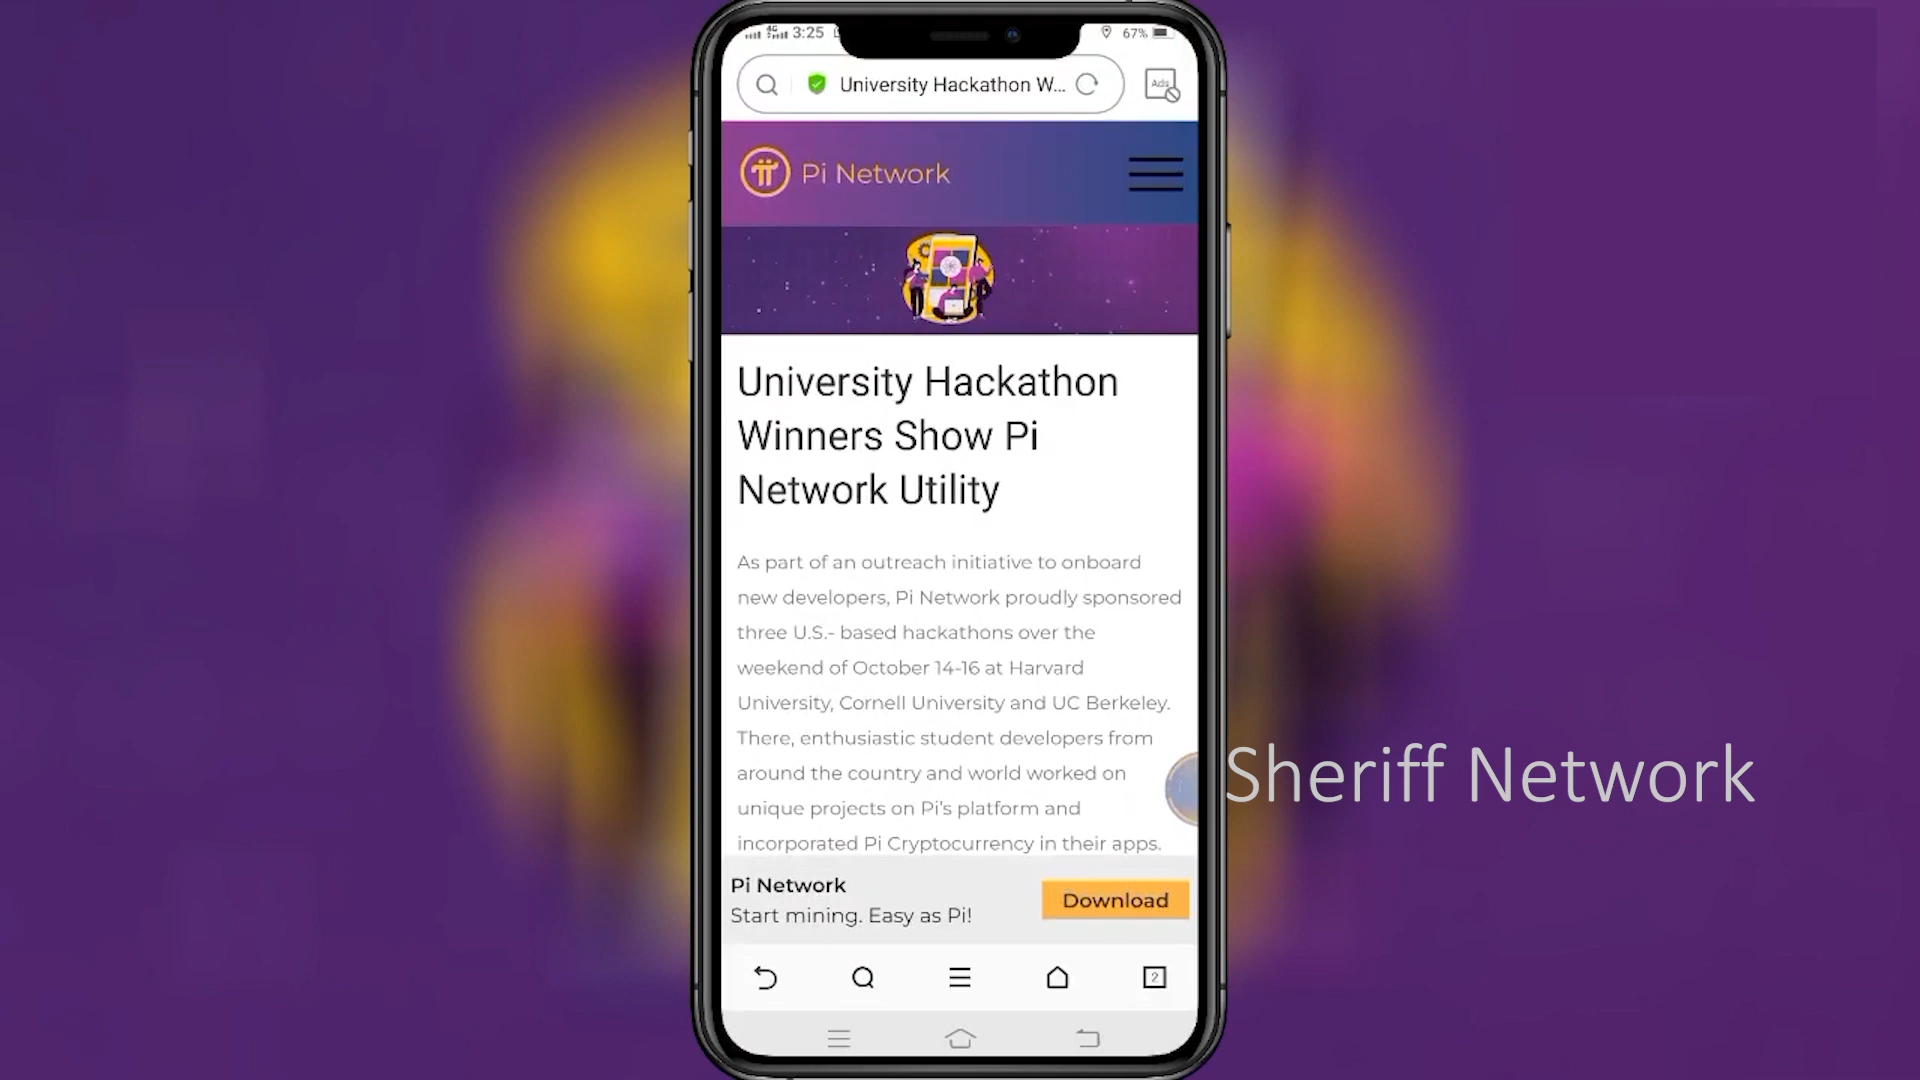 4G
3:25
67%
University Hackathon W...
Ads
Pi Network
University Hackathon
Winners Show Pi
Network Utility
As part of an outreach initiative to onboard
new developers, Pi Network proudly sponsored
three U.S.- based hackathons over the
weekend of October 14-16 at Harvard
University, Cornell University and UC Berkeley.
There, enthusiastic student developers from
around the country and world worked on
unique projects on Pi's platform and
incorporated Pi Cryptocurrency in their apps.
Sheriff Network
Pi Network
Start mining. Easy as Pi!
Download
2